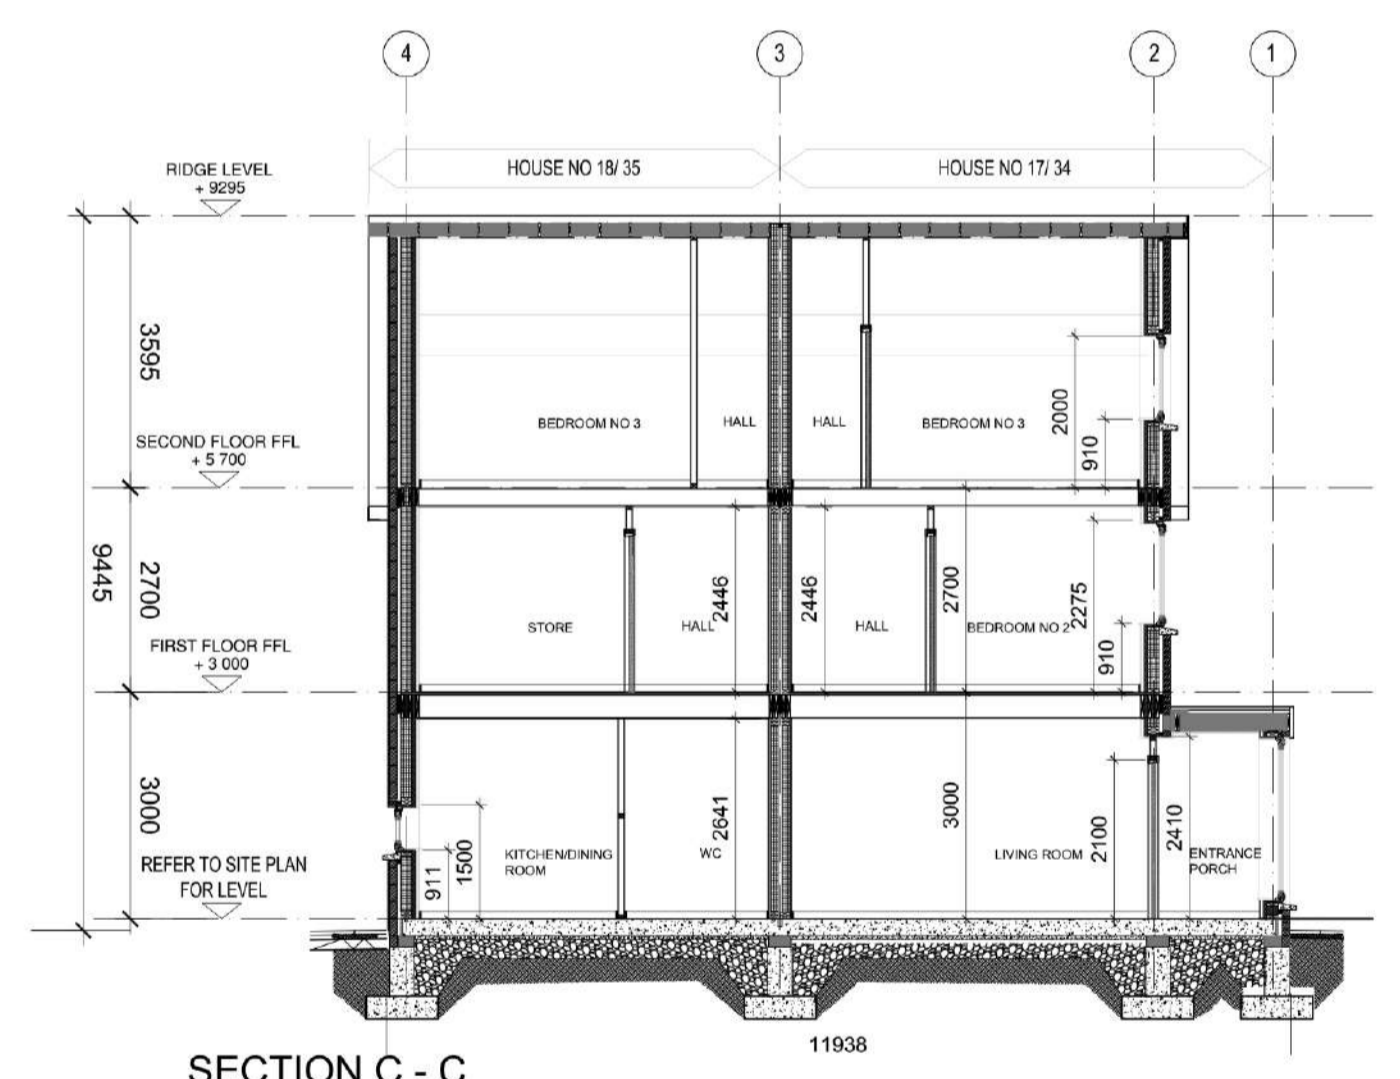 4
3
2
1
HOUSE NO 18/ 35
HOUSE NO 17/ 34
RIDGE LEVEL
+ 9295
3595
2000
910
BEDROOM NO 3
HALL
HALL
BEDROOM NO 3
SECOND FLOOR FFL
+ 5 700
9445
2700
2446
2446
2700
2275
910
STORE
HALL
HALL
BEDROOM NO 2
FIRST FLOOR FFL
+ 3 000
3000
911
1500
2641
3000
2100
2410
KITCHEN/DINING
ROOM
WC
LIVING ROOM
ENTRANCE
PORCH
REFER TO SITE PLAN
FOR LEVEL
11938
SECTION C - C